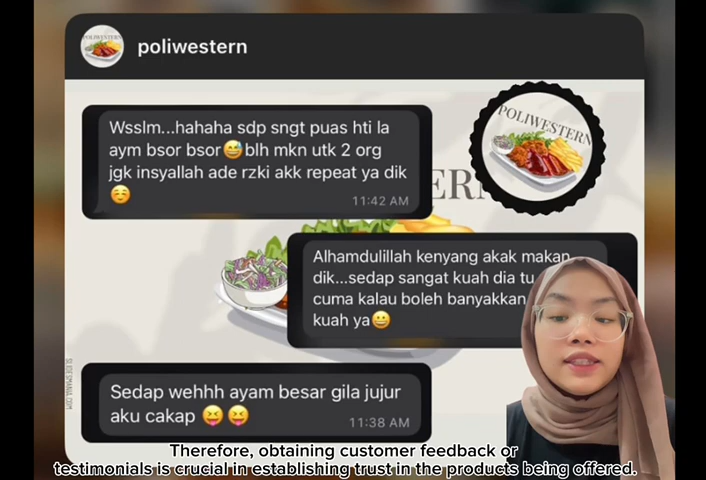 poliwestern
Wsslm...hahaha sdp sngt puas hti la
aym bsor bsor😅blh mkn utk 2 org
jgk insyallah ade rzki akk repeat ya dik
☺️
11:42 AM
POLIWESTERN
Alhamdulillah kenyang akak makan
dik...sedap sangat kuah dia tu
cuma kalau boleh banyakkan
kuah ya😀
Sedap wehhh ayam besar gila jujur
aku cakap 😝😝
11:38 AM
SLIDESMANIA.COM
Therefore, obtaining customer feedback or
testimonials is crucial in establishing trust in the products being offered.